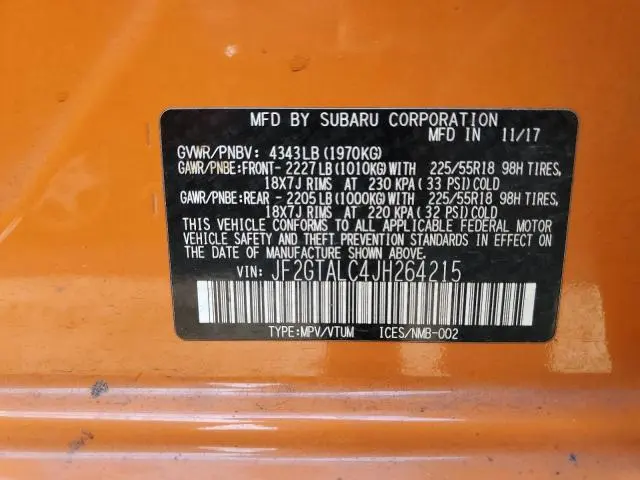 MFD BY SUBARU CORPORATION
MFD IN 11/17
GVWR/PNBV: 4343LB(1970KG)
GAWR/PNBE:FRONT- 2227LB(1010KG)WITH 225/55R18 98H TIRES,
18X7J RIMS AT 230 KPA(33 PSI)COLD
GAWR/PNBE:REAR - 2205LB(1000KG)WITH 225/55R18 98H TIRES,
18X7J RIMS AT 220 KPA(32 PSI)COLD
THIS VEHICLE CONFORMS TO ALL APPLICABLE FEDERAL MOTOR
VEHICLE SAFETY AND THEFT PREVENTION STANDARDS IN EFFECT ON
THE DATE OF MANUFACTURE SHOWN ABOVE.
VIN: JF2GTALC4JH264215
TYPE:MPV/VTUM ICES/NMB-002